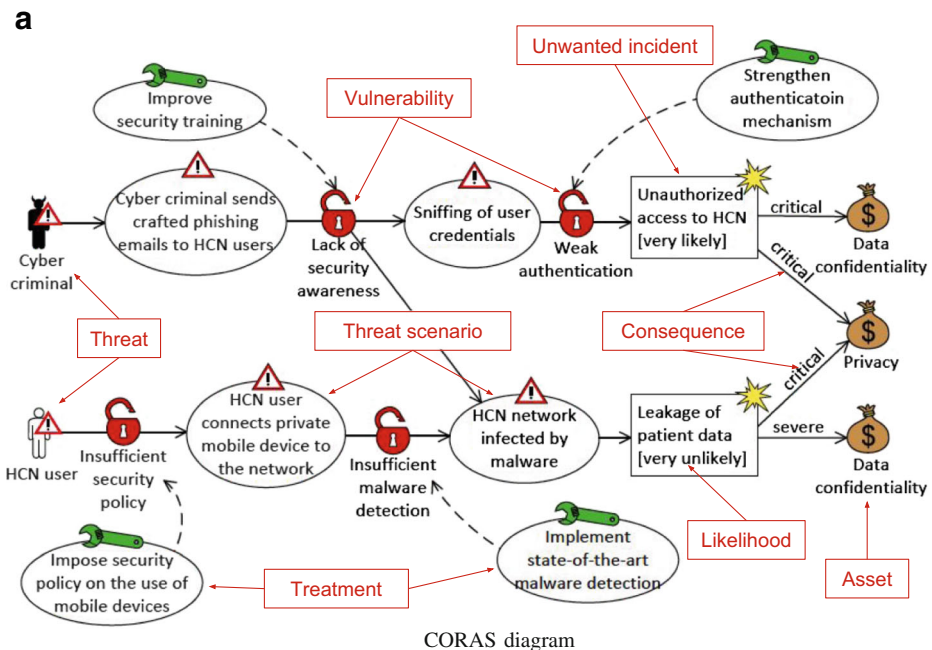 a
Improve
security training
Vulnerability
Unwanted incident
Strengthen
authenticatoin
mechanism
Cyber criminal sends
crafted phishing
emails to HCN users
Cyber
criminal
Lack of
security
awareness
Sniffing of user
credentials
Weak
authentication
Unauthorized
access to HCN
[very likely]
critical
Data
confidentiality
critical
Threat
Threat scenario
Consequence
Privacy
critical
HCN user
Insufficient
security
policy
HCN user
connects private
mobile device to
the network
Insufficient
malware
detection
HCN network
infected by
malware
Leakage of
patient data
[very unlikely]
severe
Data
confidentiality
Impose security
policy on the use of
mobile devices
Treatment
Implement
state-of-the-art
malware detection
Likelihood
Asset
CORAS diagram